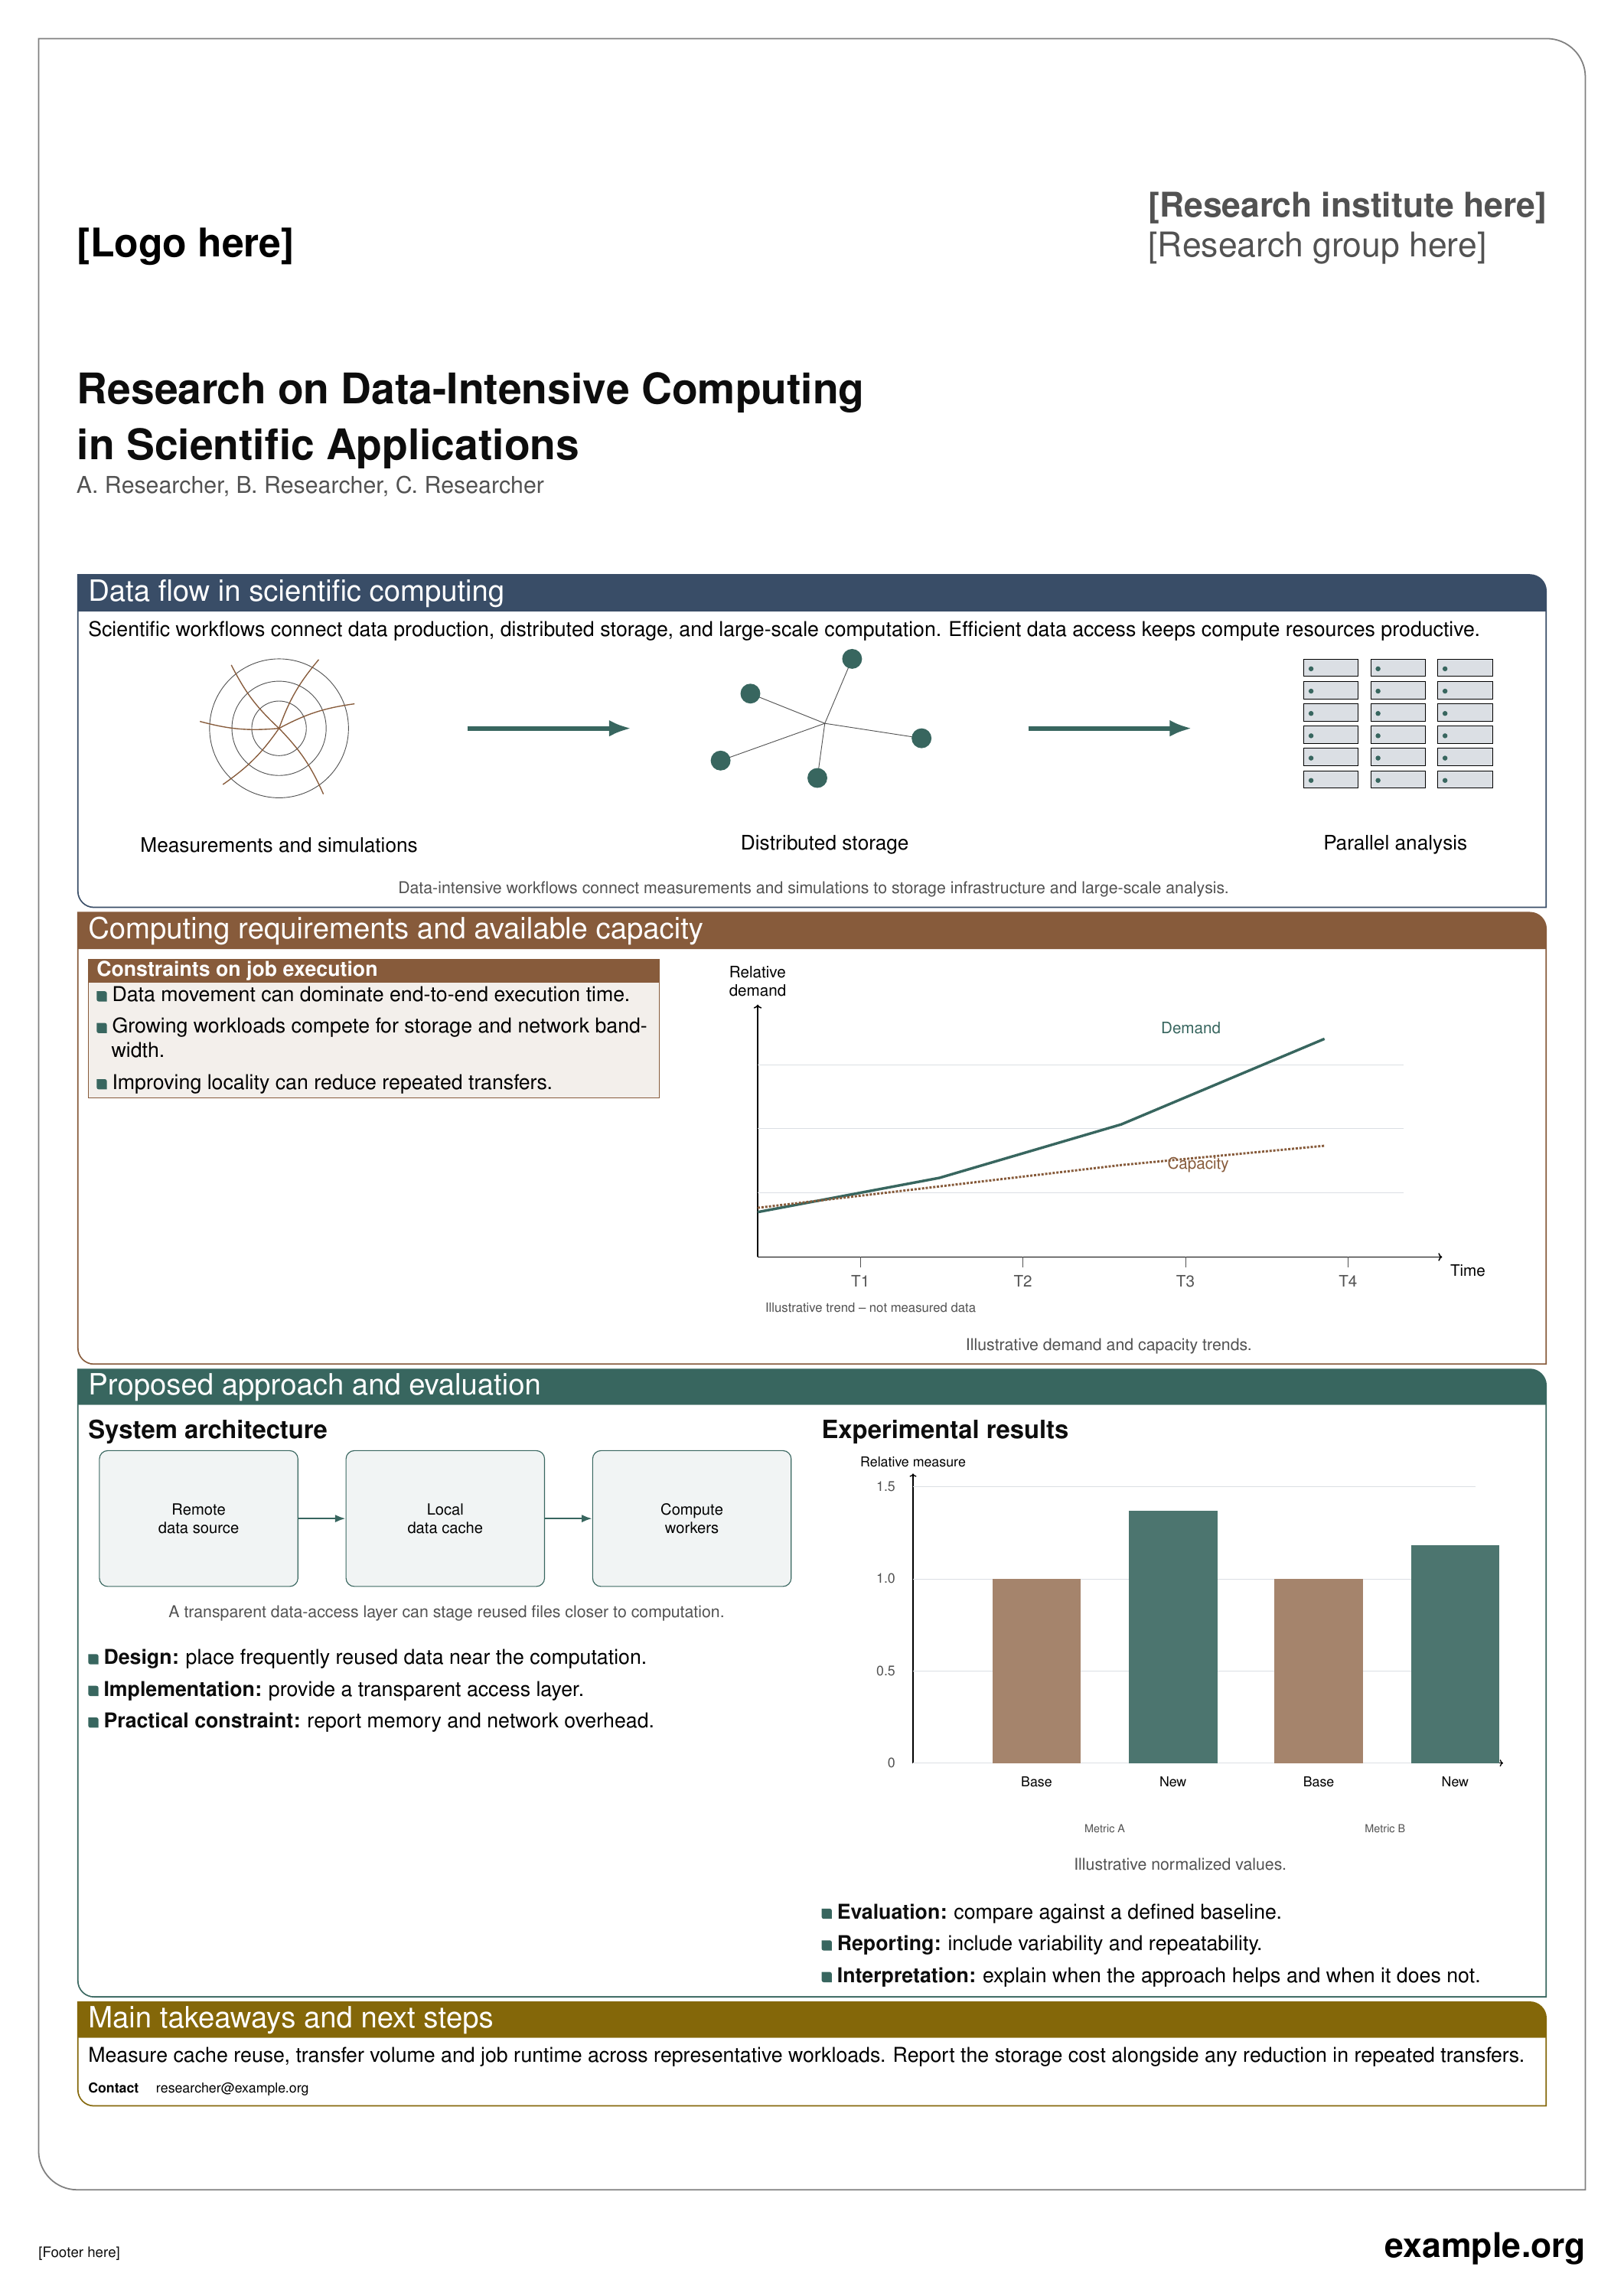 [Logo here]
[Research institute here]
[Research group here]
Research on Data-Intensive Computing
in Scientific Applications
A. Researcher, B. Researcher, C. Researcher
Data flow in scientific computing
Scientific workflows connect data production, distributed storage, and large-scale computation. Efficient data access keeps compute resources productive.
Measurements and simulations
Distributed storage
Parallel analysis
Data-intensive workflows connect measurements and simulations to storage infrastructure and large-scale analysis.
Computing requirements and available capacity
Constraints on job execution
Data movement can dominate end-to-end execution time.
Growing workloads compete for storage and network band-
width.
Improving locality can reduce repeated transfers.
Relative
demand
Demand
Capacity
T1
T2
T3
T4
Time
Illustrative trend – not measured data
Illustrative demand and capacity trends.
Proposed approach and evaluation
System architecture
Remote
data source
Local
data cache
Compute
workers
A transparent data-access layer can stage reused files closer to computation.
Design: place frequently reused data near the computation.
Implementation: provide a transparent access layer.
Practical constraint: report memory and network overhead.
Experimental results
Relative measure
1.5
1.0
0.5
0
Base
New
Base
New
Metric A
Metric B
Illustrative normalized values.
Evaluation: compare against a defined baseline.
Reporting: include variability and repeatability.
Interpretation: explain when the approach helps and when it does not.
Main takeaways and next steps
Measure cache reuse, transfer volume and job runtime across representative workloads. Report the storage cost alongside any reduction in repeated transfers.
Contact researcher@example.org
[Footer here]
example.org